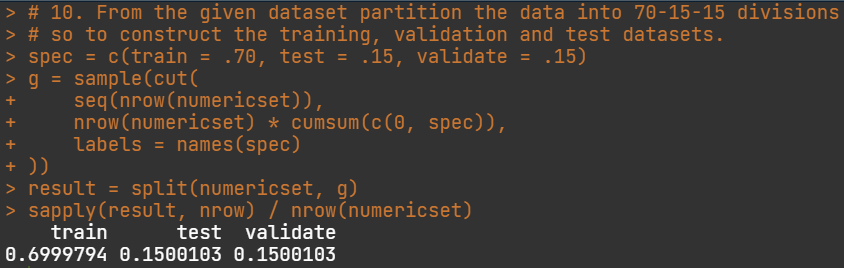 > # 10. From the given dataset partition the data into 70-15-15 divisions
> # so to construct the training, validation and test datasets.
> spec = c(train = .70, test = .15, validate = .15)
> g = sample(cut(
+     seq(nrow(numericset)),
+     nrow(numericset) * cumsum(c(0, spec)),
+     labels = names(spec)
+ ))
> result = split(numericset, g)
> sapply(result, nrow) / nrow(numericset)
    train      test  validate
0.6999794 0.1500103 0.1500103